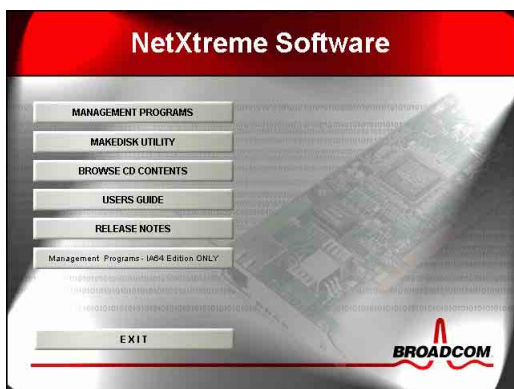 NetXtreme Software
MANAGEMENT PROGRAMS
MAKEDISK UTILITY
BROWSE CD CONTENTS
USERS GUIDE
RELEASE NOTES
Management Programs - IA64 Edition ONLY
EXIT
BROADCOM